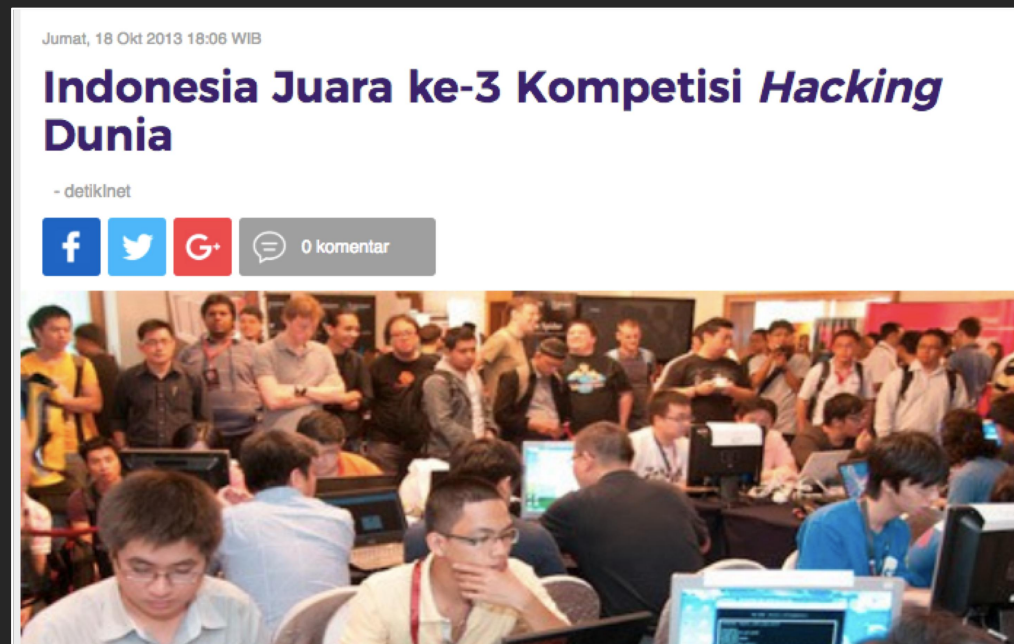 Jumat, 18 Okt 2013 18:06 WIB
Indonesia Juara ke-3 Kompetisi Hacking
Dunia
- detikInet
f G+ 0 komentar